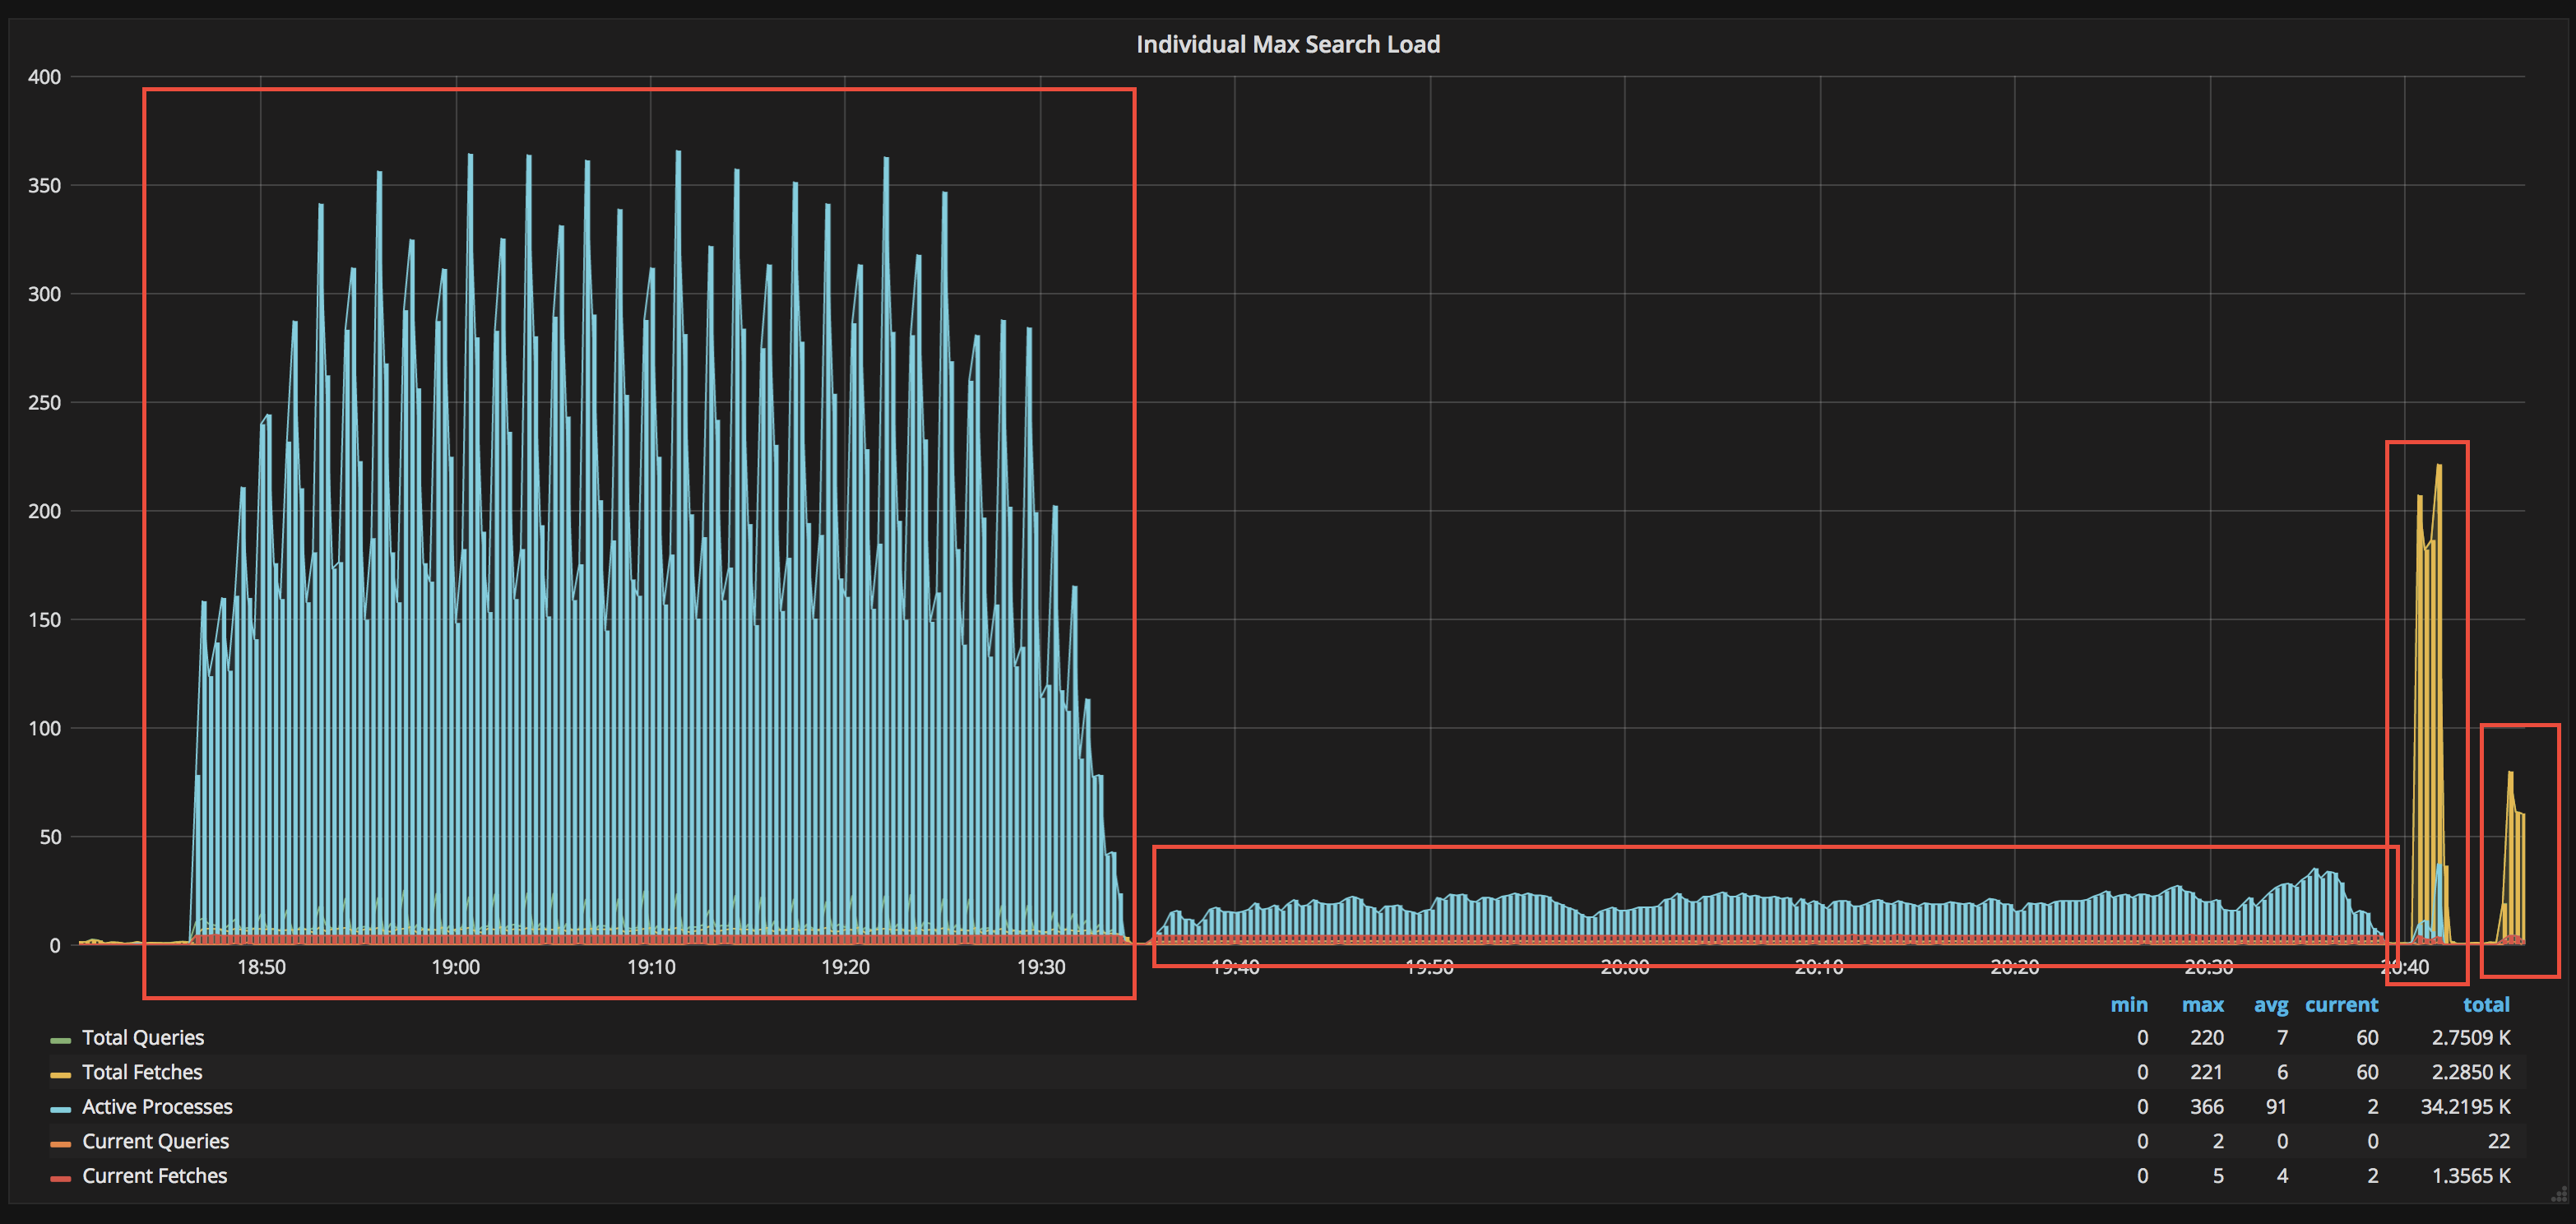 Individual Max Search Load
400
350
300
250
200
150
100
50
0
18:50 19:00 19:10 19:20 19:30 19:40 19:50 20:00 20:10 20:20 20:30 20:40
min max avg current total
Total Queries 0 220 7 60 2.7509 K
Total Fetches 0 221 6 60 2.2850 K
Active Processes 0 366 91 2 34.2195 K
Current Queries 0 2 0 0 22
Current Fetches 0 5 4 2 1.3565 K